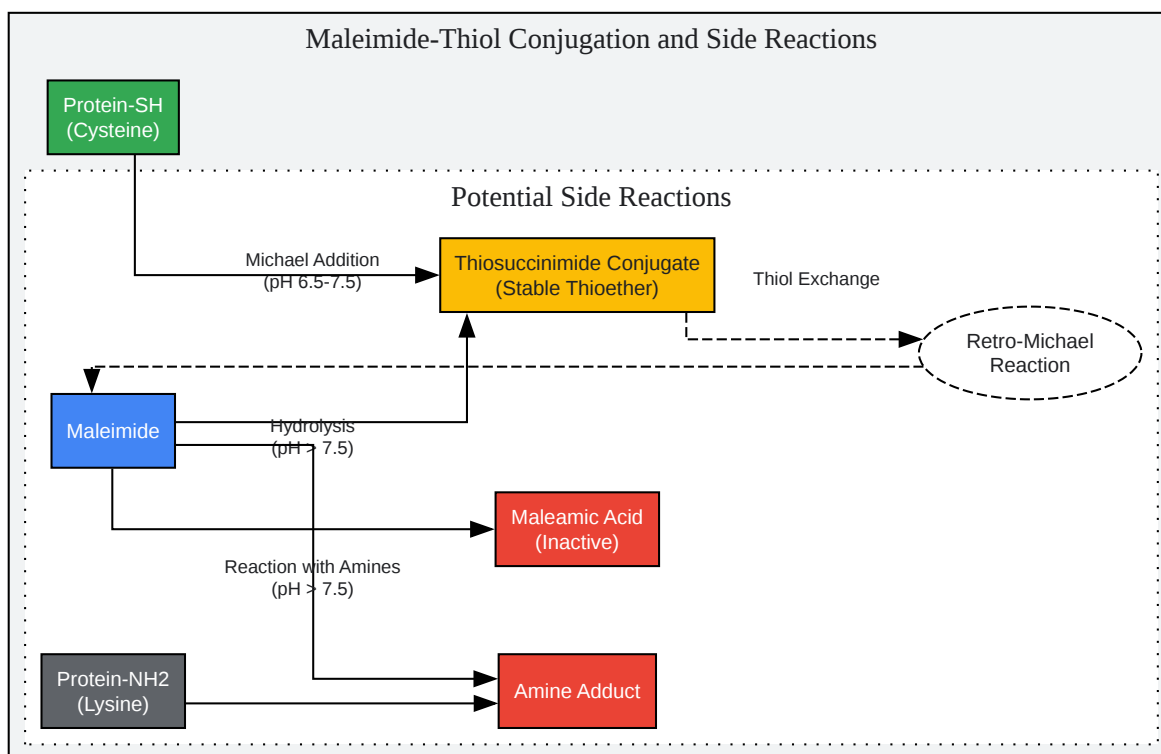 Maleimide-Thiol Conjugation and Side Reactions
Protein-SH
(Cysteine)
Potential Side Reactions
Michael Addition
(pH 6.5-7.5)
Thiosuccinimide Conjugate
(Stable Thioether)
Thiol Exchange
Retro-Michael
Reaction
Maleimide
Hydrolysis
(pH > 7.5)
Maleamic Acid
(Inactive)
Reaction with Amines
(pH > 7.5)
Protein-NH2
(Lysine)
Amine Adduct